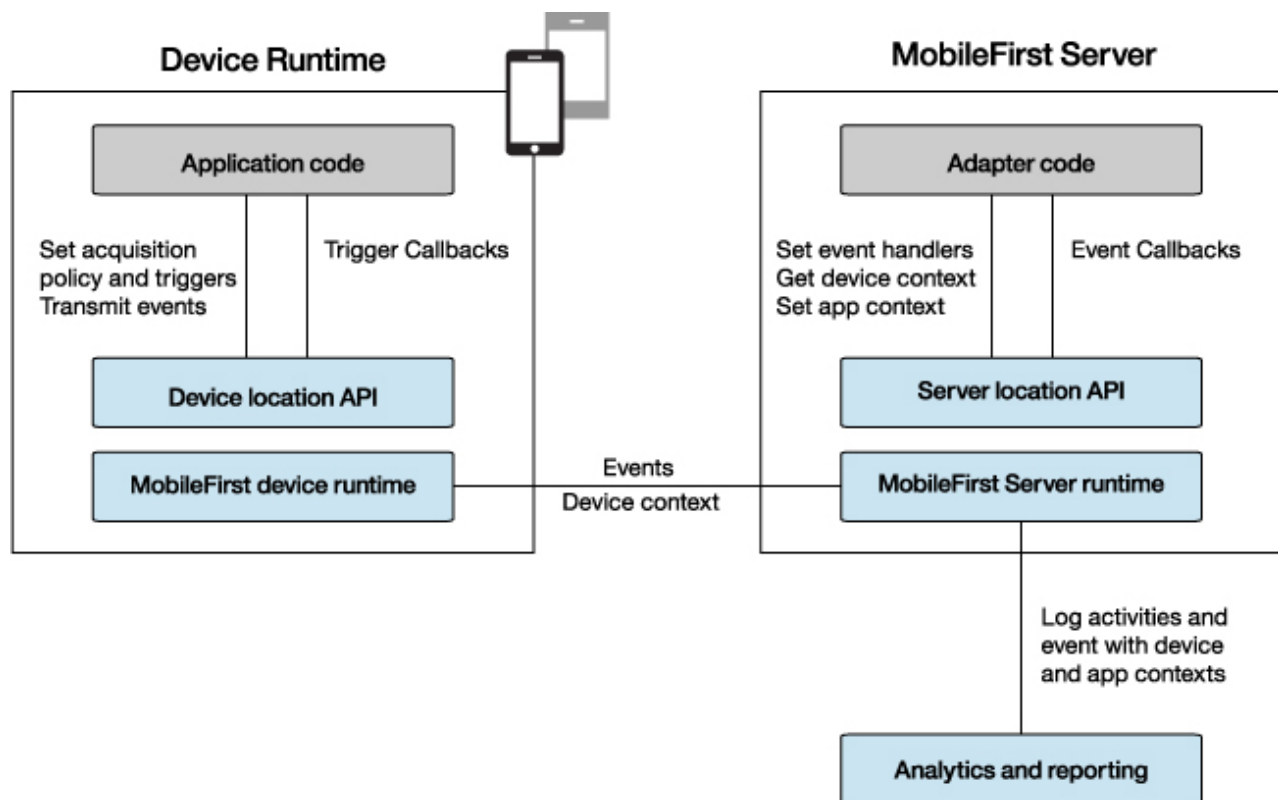 Device Runtime
Application code
Set acquisition
policy and triggers
Transmit events
Trigger Callbacks
Device location API
MobileFirst device runtime
Events
Device context
MobileFirst Server
Adapter code
Set event handlers
Get device context
Set app context
Event Callbacks
Server location API
MobileFirst Server runtime
Log activities and
event with device
and app contexts
Analytics and reporting